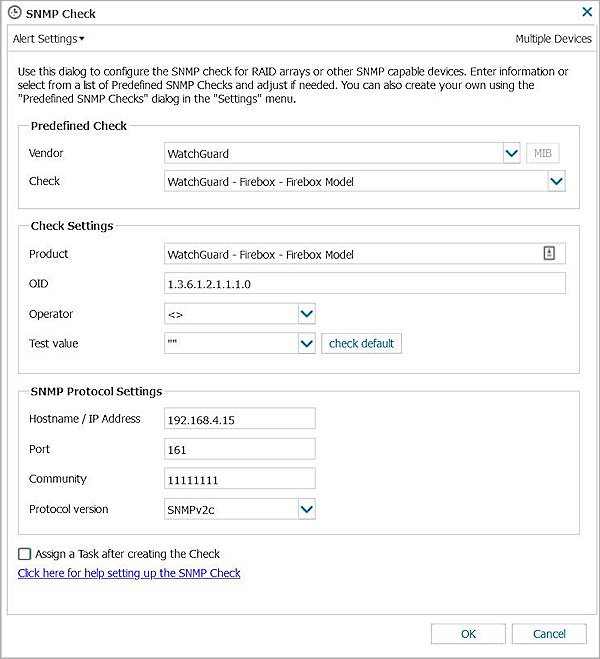 SNMP Check
Alert Settings
Multiple Devices
Use this dialog to configure the SNMP check for RAID arrays or other SNMP capable devices. Enter information or
select from a list of Predefined SNMP Checks and adjust if needed. You can also create your own using the
"Predefined SNMP Checks" dialog in the "Settings" menu.
Predefined Check
Vendor
WatchGuard
MIB
Check
WatchGuard - Firebox - Firebox Model
Check Settings
Product
WatchGuard - Firebox - Firebox Model
OID
1.3.6.1.2.1.1.1.0
Operator
<>
Test value
""
check default
SNMP Protocol Settings
Hostname / IP Address
192.168.4.15
Port
161
Community
11111111
Protocol version
SNMPv2c
Assign a Task after creating the Check
Click here for help setting up the SNMP Check
OK
Cancel